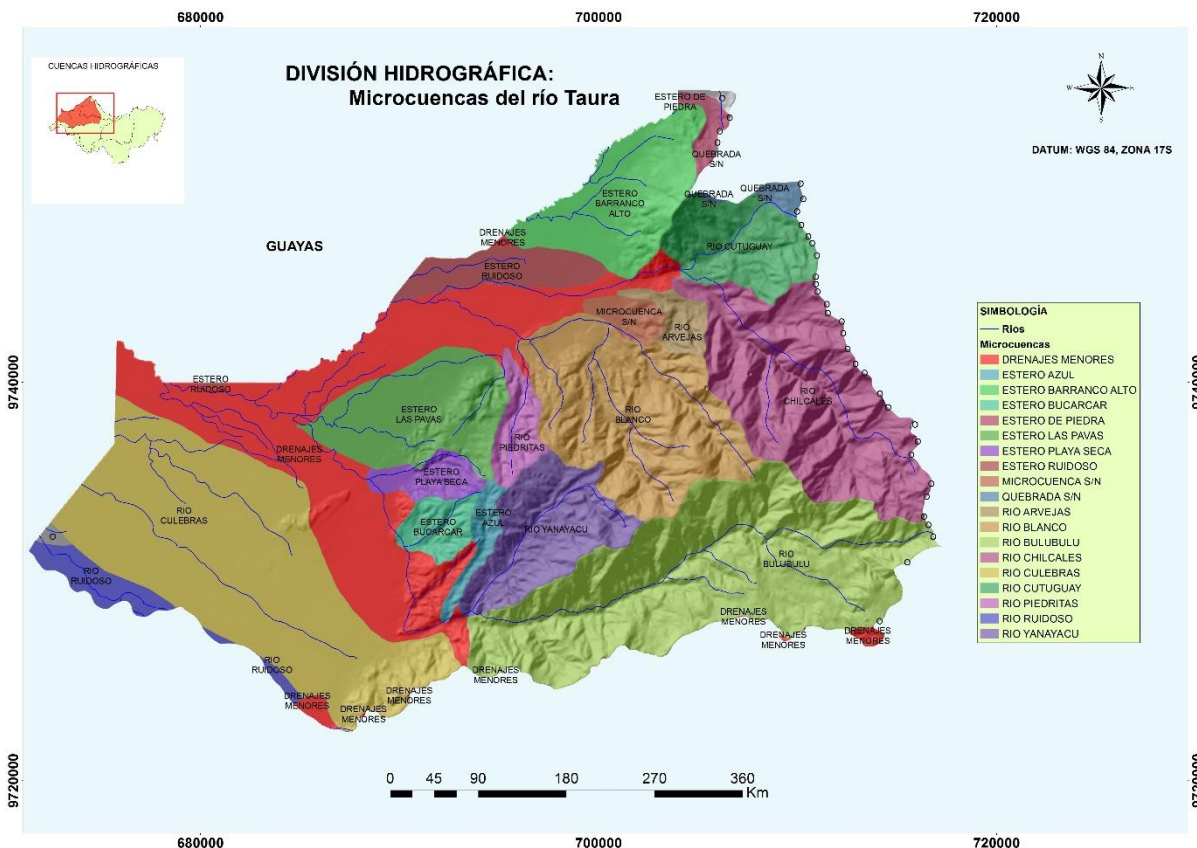 680000
700000
720000
CUENCAS HIDROGRÁFICAS
DIVISIÓN HIDROGRÁFICA:
Microcuencas del río Taura
N
W
E
S
DATUM: WGS 84, ZONA 17S
ESTERO DE
PIEDRA
QUEBRADA
S/N
QUEBRADA
S/N
QUEBRADA
S/N
ESTERO
BARRANCO
ALTO
RIO CUTUGUAY
GUAYAS
DRENAJES
MENORES
ESTERO
RUIDOSO
MICROCUENCA
S/N
RIO
ARVEJAS
ESTERO
RUIDOSO
RIO
CHILCALES
ESTERO
LAS PAVAS
RIO
BLANCO
RIO
PIEDRITAS
DRENAJES
MENORES
ESTERO
PLAYA SECA
RIO
CULEBRAS
ESTERO
BUCARCAR
ESTERO
AZUL
RIO YANAYACU
RIO
BULUBULU
RIO
RUIDOSO
DRENAJES
MENORES
DRENAJES
MENORES
DRENAJES
MENORES
RIO
RUIDOSO
DRENAJES
MENORES
DRENAJES
MENORES
DRENAJES
MENORES
DRENAJES
MENORES
SIMBOLOGÍA
Rios
Microcuencas
DRENAJES MENORES
ESTERO AZUL
ESTERO BARRANCO ALTO
ESTERO BUCARCAR
ESTERO DE PIEDRA
ESTERO LAS PAVAS
ESTERO PLAYA SECA
ESTERO RUIDOSO
MICROCUENCA S/N
QUEBRADA S/N
RIO ARVEJAS
RIO BLANCO
RIO BULUBULU
RIO CHILCALES
RIO CULEBRAS
RIO CUTUGUAY
RIO PIEDRITAS
RIO RUIDOSO
RIO YANAYACU
9740000
9720000
0 45 90 180 270 360
Km
680000
700000
720000